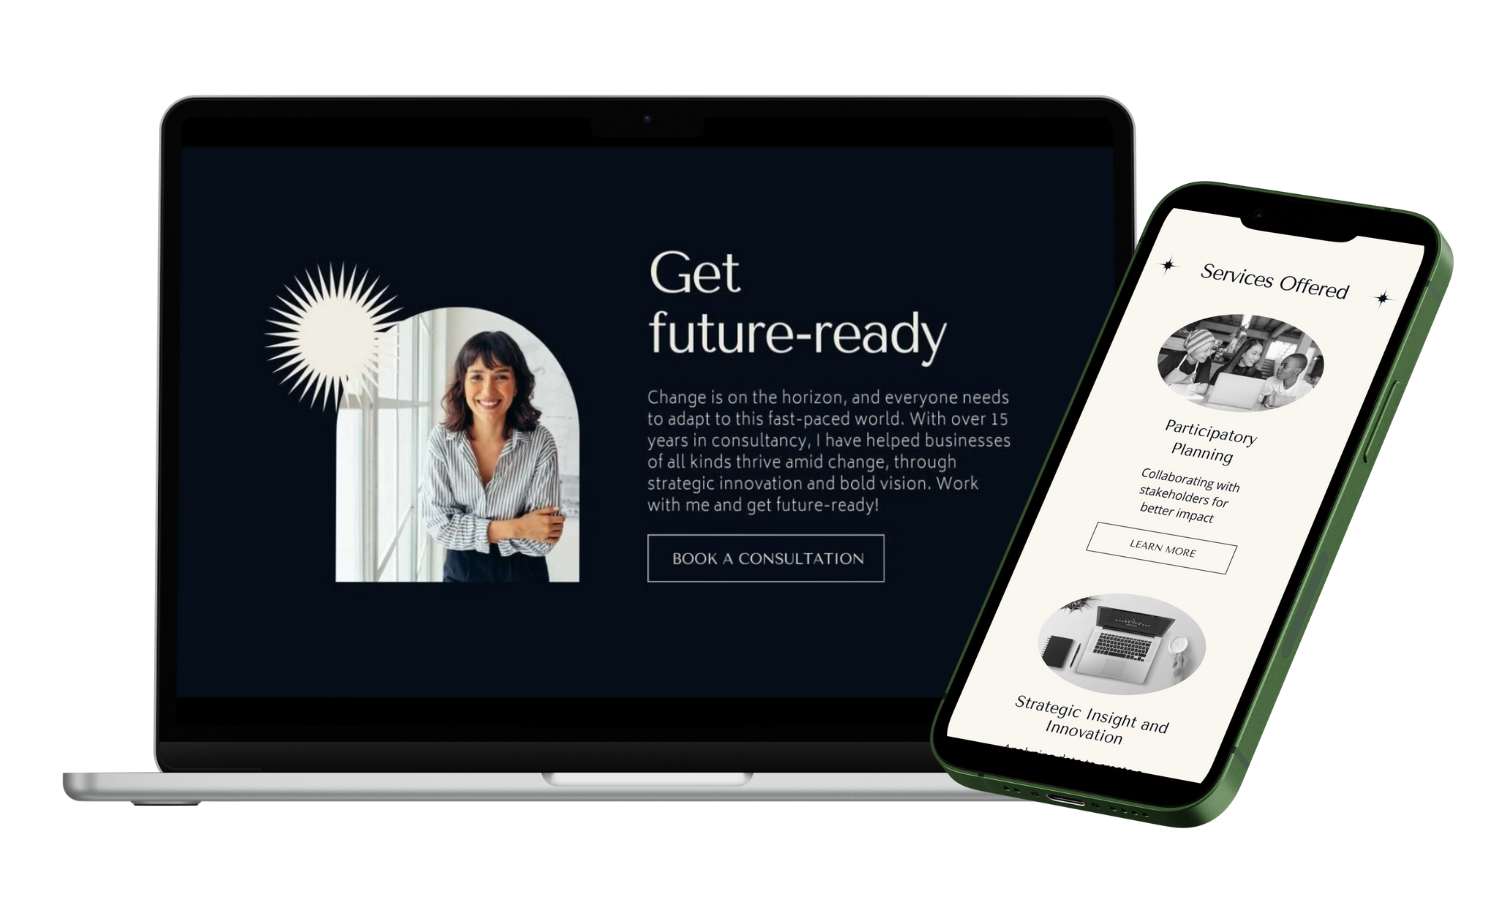 Get
future-ready
Change is on the horizon, and everyone needs
to adapt to this fast-paced world. With over 15
years in consultancy, I have helped businesses
of all kinds thrive amid change, through
strategic innovation and bold vision. Work
with me and get future-ready!
BOOK A CONSULTATION
Services Offered
Participatory
Planning
Collaborating with
stakeholders for
better impact
LEARN MORE
Strategic Insight and
Innovation